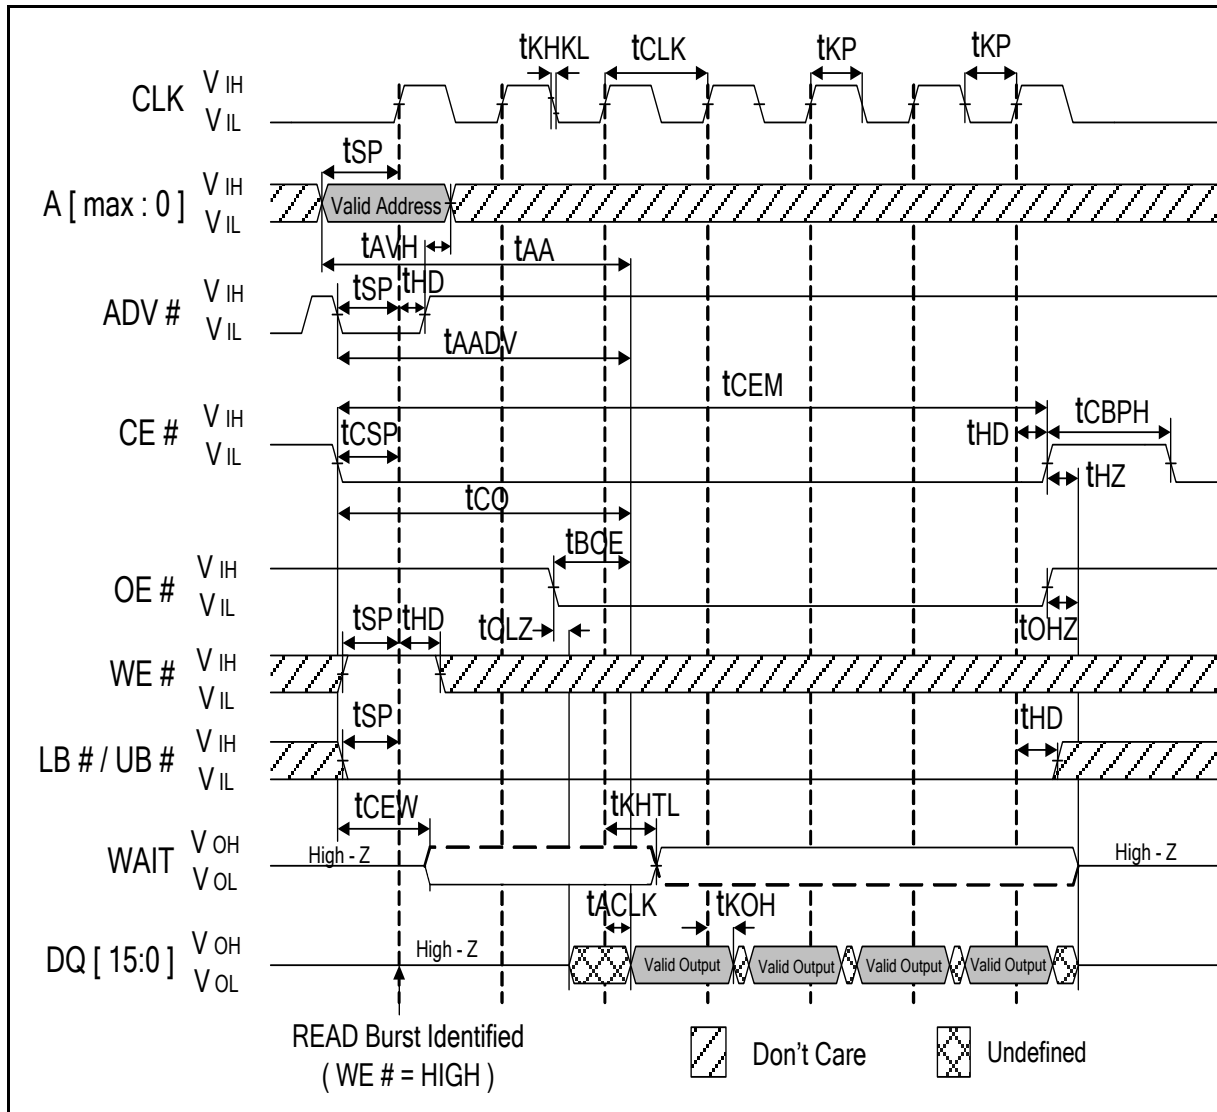 tKHKL tCLK tKP tKP
CLK V IH
V IL
tSP
A [ max : 0 ] V IH
V IL
Valid Address
tAVH tAA
ADV # V IH
V IL
tSP tHD
tAADV
tCEM
CE # V IH
V IL
tCSP tHD tCBPH
tHZ
tCO
tBOE
OE # V IH
V IL
tOHZ
tSP tHD tOLZ
WE # V IH
V IL
tSP tHD
LB # / UB # V IH
V IL
tCEW tKHTL
WAIT V OH
V OL
High - Z High - Z
tACLK tKOH
DQ [ 15:0 ] V OH
V OL
High - Z
Valid Output Valid Output Valid Output Valid Output
READ Burst Identified
( WE # = HIGH )
Don't Care Undefined